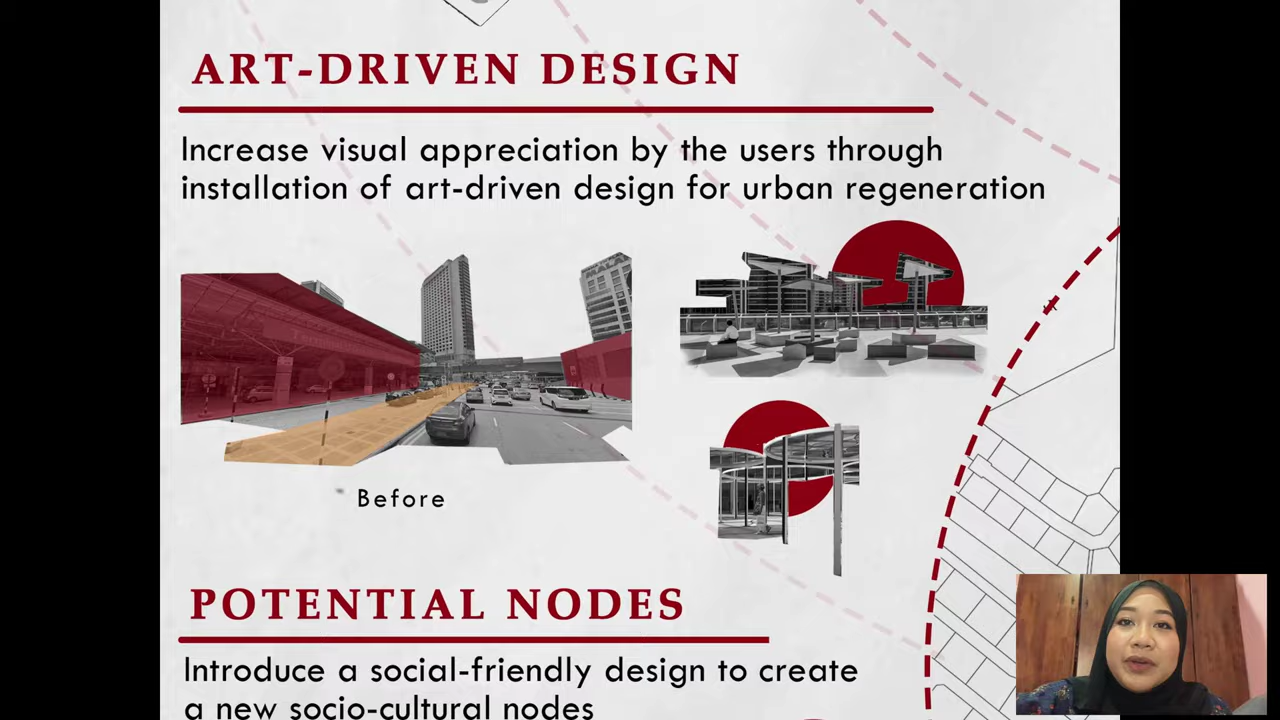 ART-DRIVEN DESIGN
Increase visual appreciation by the users through
installation of art-driven design for urban regeneration
Before
POTENTIAL NODES
Introduce a social-friendly design to create
a new socio-cultural nodes